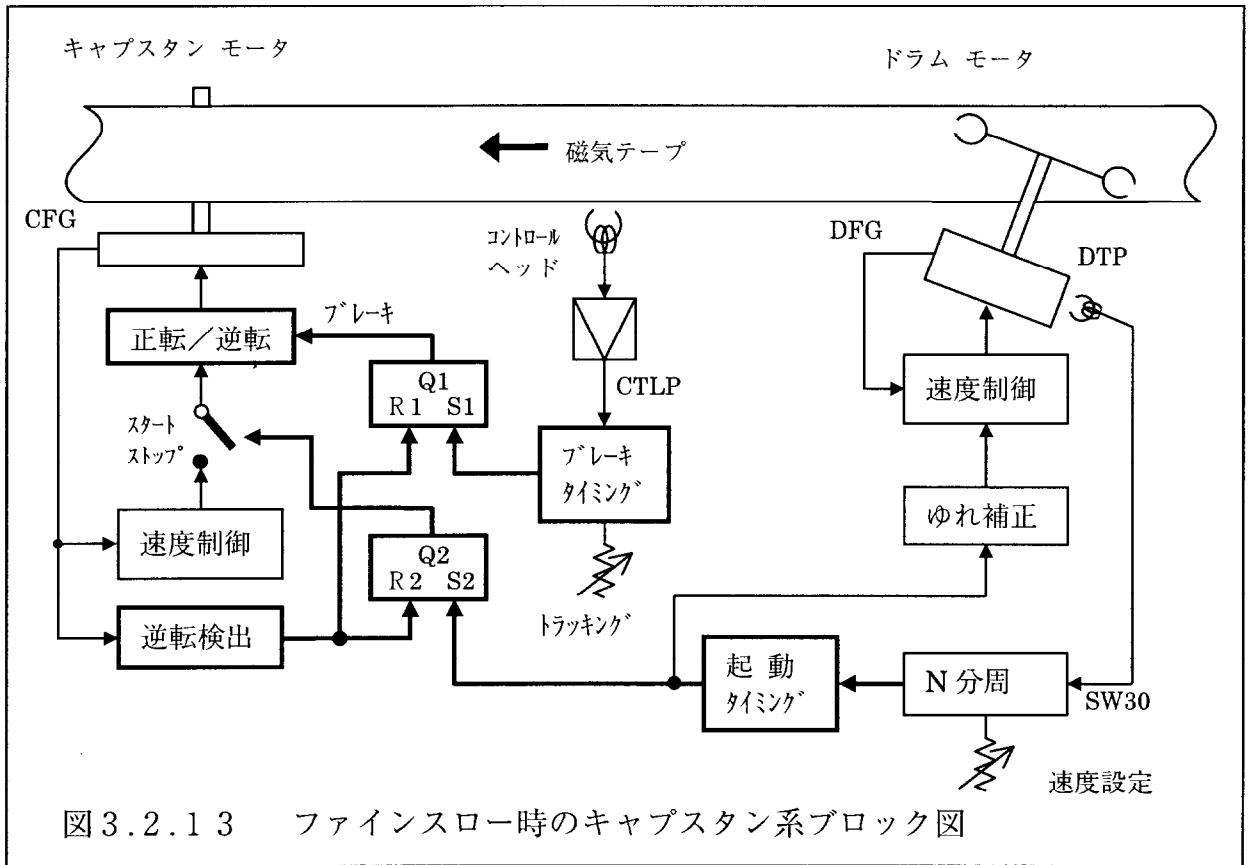 キャプスタン モータ
ドラム モータ
磁気テープ
CFG
コントロール
ヘッド
DFG
DTP
正転／逆転
ブレーキ
Q1
R1 S1
CTLP
速度制御
スタート
ストップ
ブレーキ
タイミング
速度制御
Q2
R2 S2
ゆれ補正
トラッキング
逆転検出
起動
タイミング
N分周
SW30
速度設定
図3.2.13 ファインスロー時のキャプスタン系ブロック図